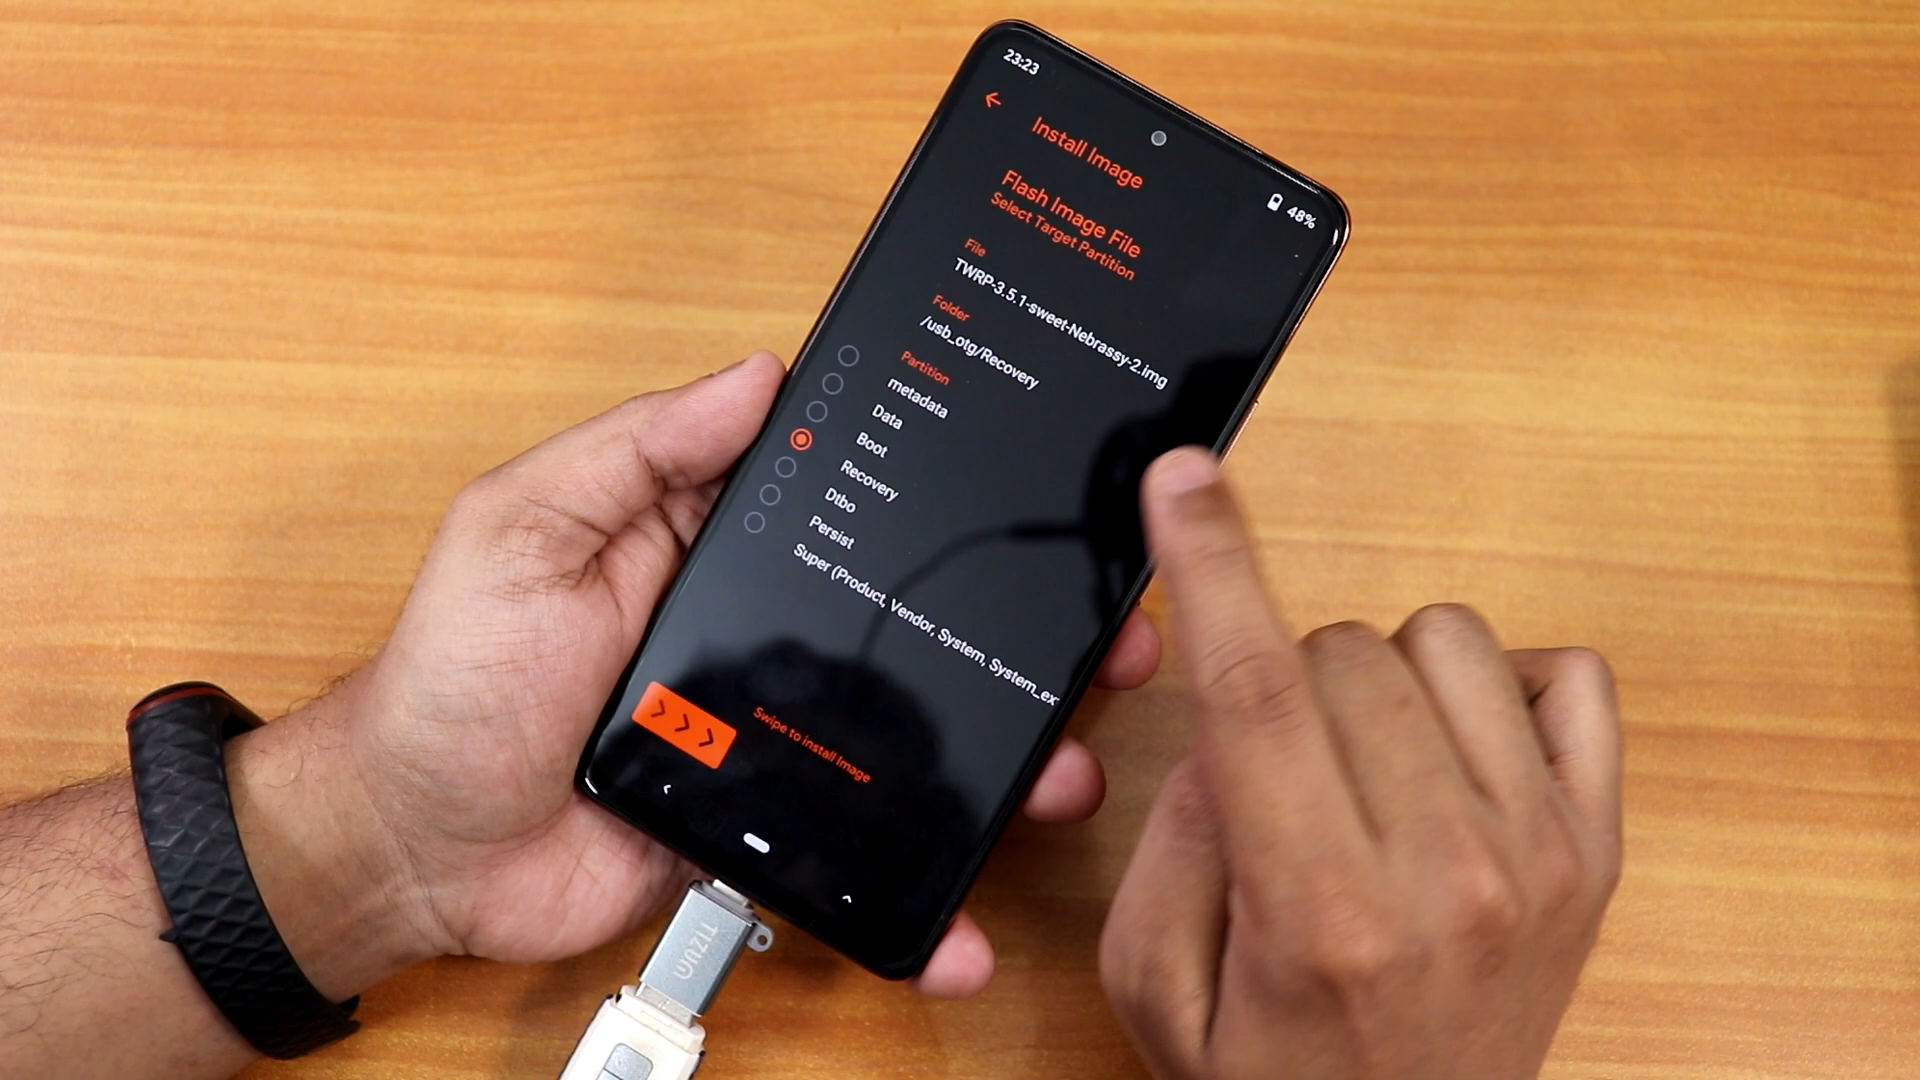 23:23
48%
Install Image
Flash Image File
Select Target Partition
File
TWRP-3.5.1-sweet-Nebrassy-2.img
Folder
/usb_otg/Recovery
Partition
metadata
Data
Boot
Recovery
Dtbo
Persist
Super (Product, Vendor, System, System_ex
Swipe to install Image
TIZUM